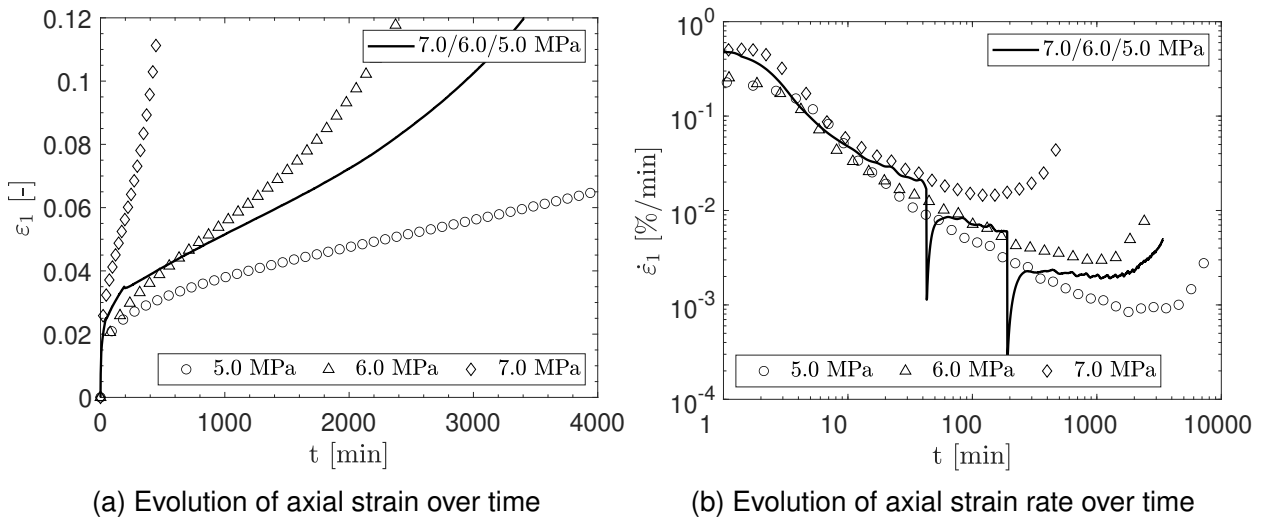 0.12
0.1
0.08
0.06
0.04
0.02
0
ε₁ [-]
7.0/6.0/5.0 MPa
5.0 MPa 6.0 MPa 7.0 MPa
0 1000 2000 3000 4000
t [min]
(a) Evolution of axial strain over time
10⁰
10⁻¹
10⁻²
10⁻³
10⁻⁴
ε̇₁ [%/min]
7.0/6.0/5.0 MPa
5.0 MPa 6.0 MPa 7.0 MPa
1 10 100 1000 10000
t [min]
(b) Evolution of axial strain rate over time